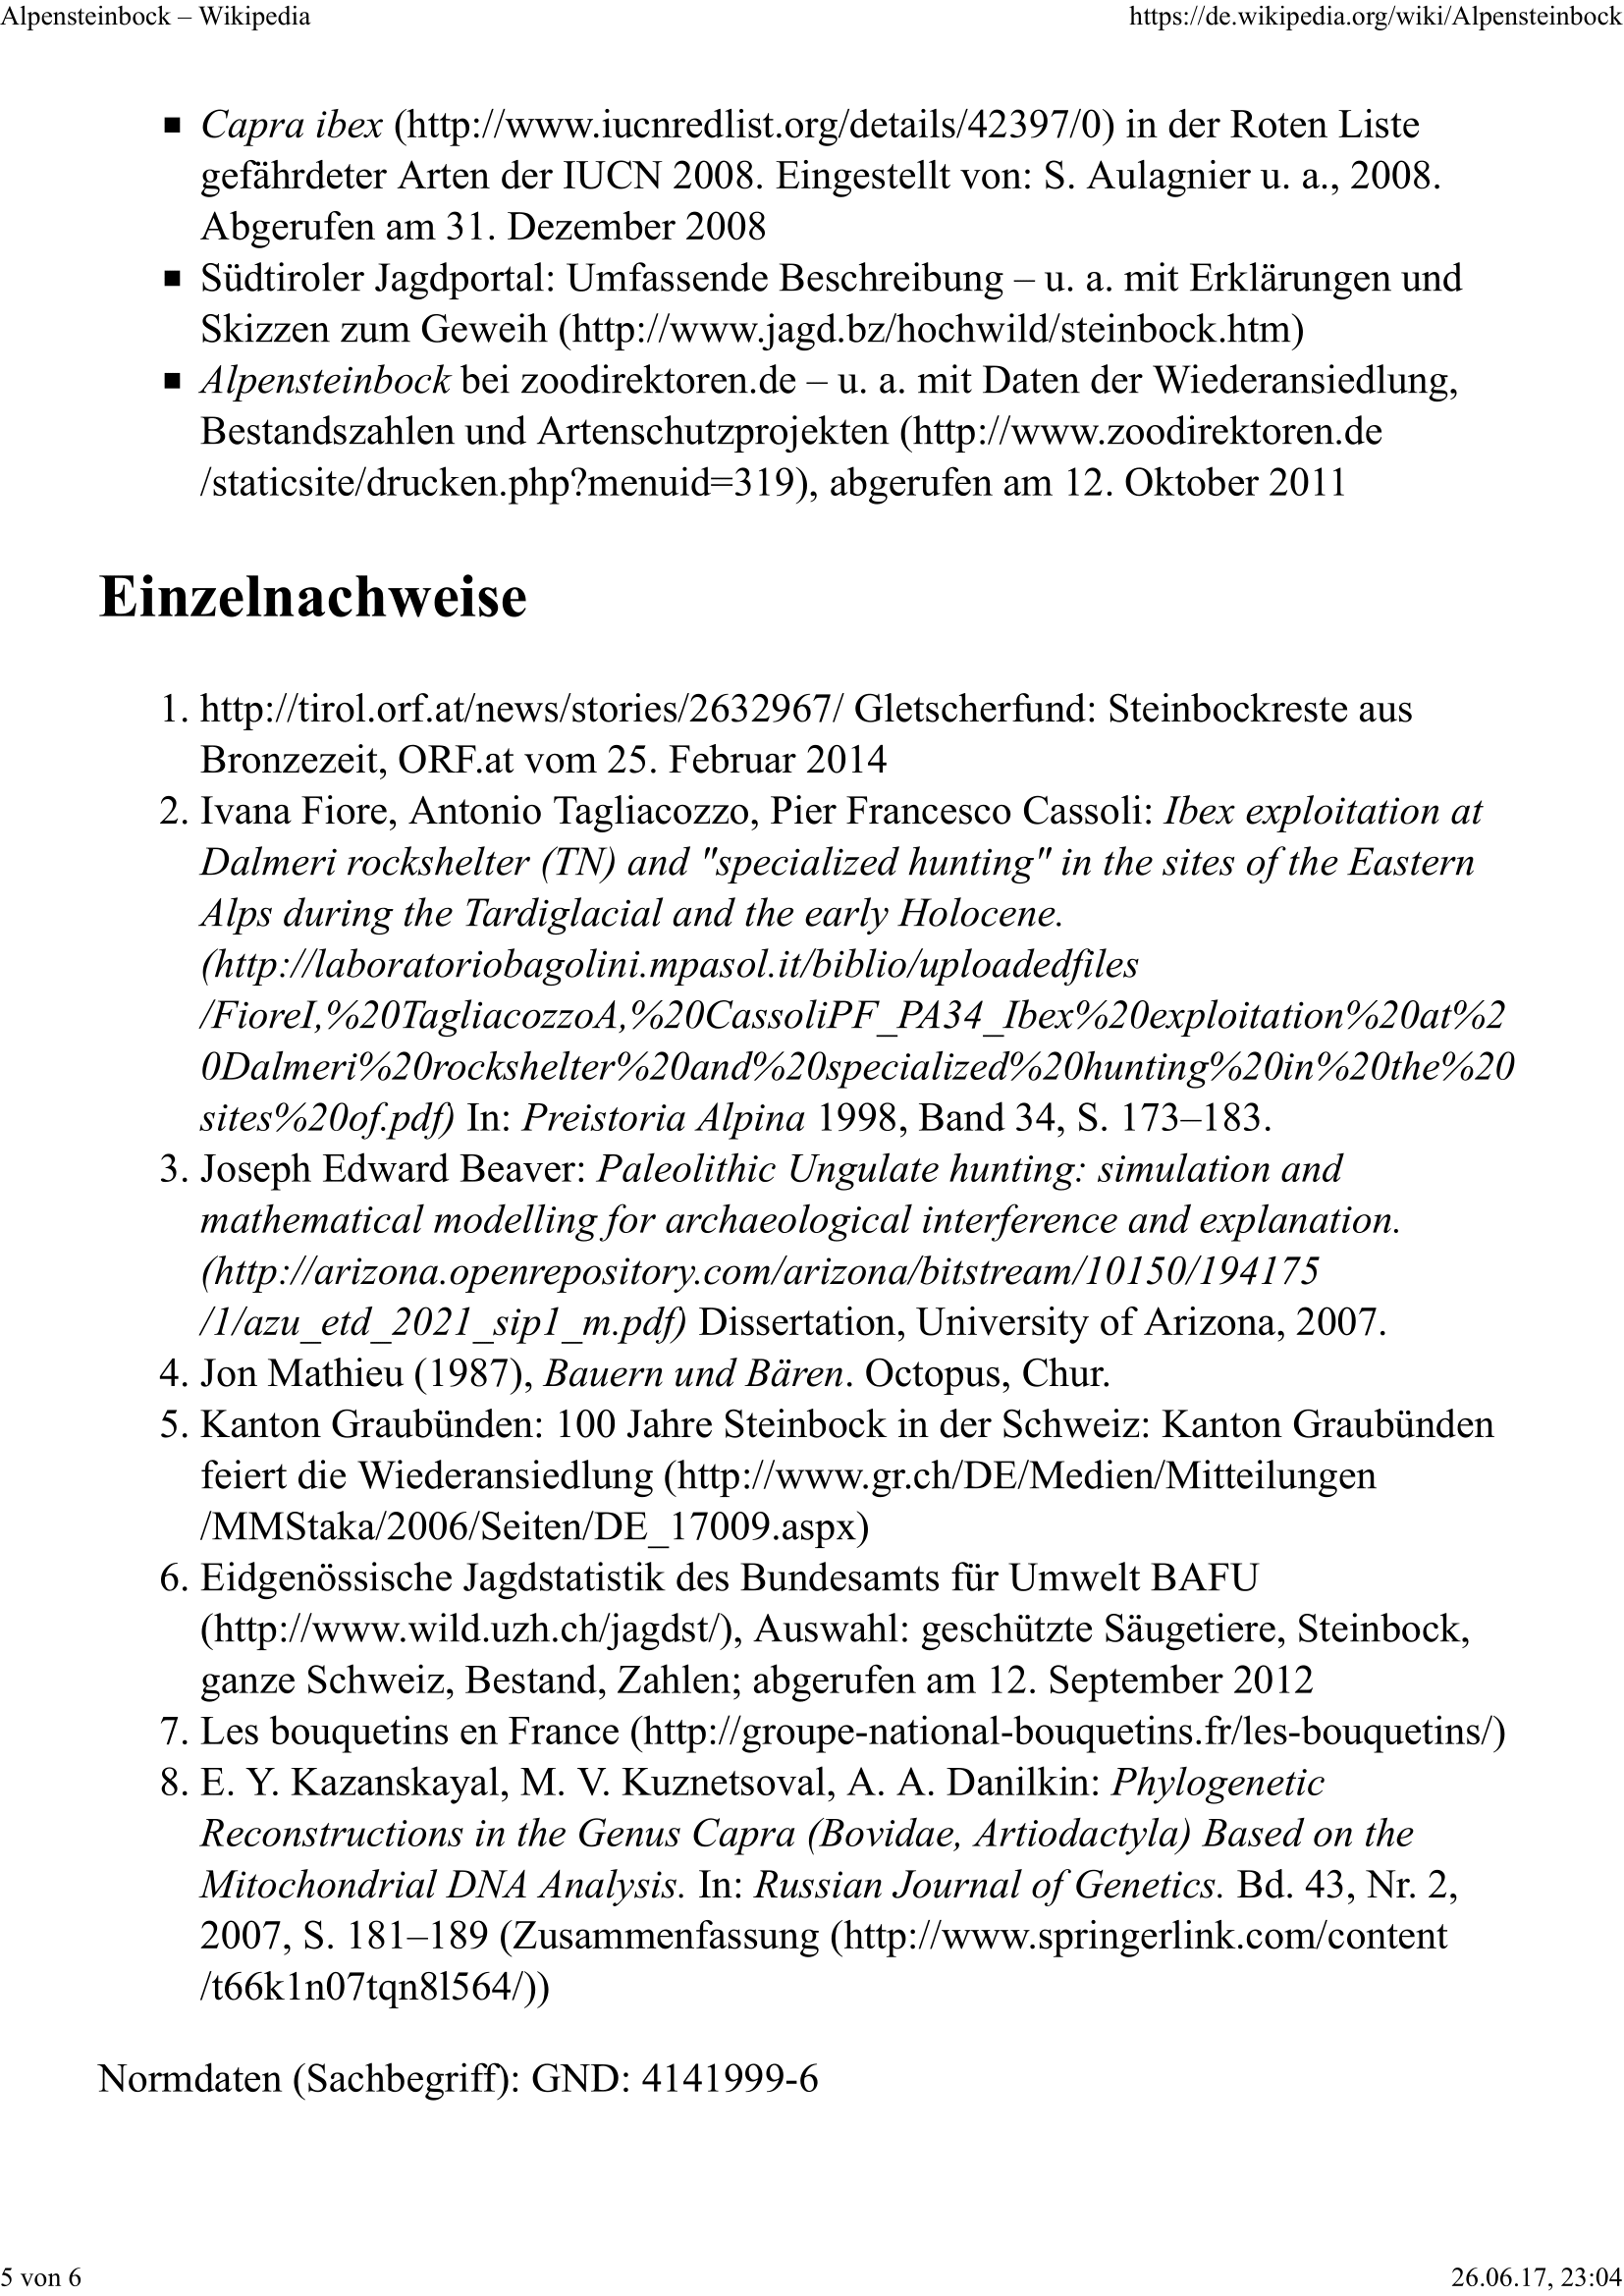 Alpensteinbock – Wikipedia https://de.wikipedia.org/wiki/Alpensteinbock
▪ Capra ibex (http://www.iucnredlist.org/details/42397/0) in der Roten Liste
gefährdeter Arten der IUCN 2008. Eingestellt von: S. Aulagnier u. a., 2008.
Abgerufen am 31. Dezember 2008
▪ Südtiroler Jagdportal: Umfassende Beschreibung – u. a. mit Erklärungen und
Skizzen zum Geweih (http://www.jagd.bz/hochwild/steinbock.htm)
▪ Alpensteinbock bei zoodirektoren.de – u. a. mit Daten der Wiederansiedlung,
Bestandszahlen und Artenschutzprojekten (http://www.zoodirektoren.de
/staticsite/drucken.php?menuid=319), abgerufen am 12. Oktober 2011
Einzelnachweise
1. http://tirol.orf.at/news/stories/2632967/ Gletscherfund: Steinbockreste aus
Bronzezeit, ORF.at vom 25. Februar 2014
2. Ivana Fiore, Antonio Tagliacozzo, Pier Francesco Cassoli: Ibex exploitation at
Dalmeri rockshelter (TN) and "specialized hunting" in the sites of the Eastern
Alps during the Tardiglacial and the early Holocene.
(http://laboratoriobagolini.mpasol.it/biblio/uploadedfiles
/FioreI,%20TagliacozzoA,%20CassoliPF_PA34_Ibex%20exploitation%20at%2
0Dalmeri%20rockshelter%20and%20specialized%20hunting%20in%20the%20
sites%20of.pdf) In: Preistoria Alpina 1998, Band 34, S. 173–183.
3. Joseph Edward Beaver: Paleolithic Ungulate hunting: simulation and
mathematical modelling for archaeological interference and explanation.
(http://arizona.openrepository.com/arizona/bitstream/10150/194175
/1/azu_etd_2021_sip1_m.pdf) Dissertation, University of Arizona, 2007.
4. Jon Mathieu (1987), Bauern und Bären. Octopus, Chur.
5. Kanton Graubünden: 100 Jahre Steinbock in der Schweiz: Kanton Graubünden
feiert die Wiederansiedlung (http://www.gr.ch/DE/Medien/Mitteilungen
/MMStaka/2006/Seiten/DE_17009.aspx)
6. Eidgenössische Jagdstatistik des Bundesamts für Umwelt BAFU
(http://www.wild.uzh.ch/jagdst/), Auswahl: geschützte Säugetiere, Steinbock,
ganze Schweiz, Bestand, Zahlen; abgerufen am 12. September 2012
7. Les bouquetins en France (http://groupe-national-bouquetins.fr/les-bouquetins/)
8. E. Y. Kazanskayal, M. V. Kuznetsoval, A. A. Danilkin: Phylogenetic
Reconstructions in the Genus Capra (Bovidae, Artiodactyla) Based on the
Mitochondrial DNA Analysis. In: Russian Journal of Genetics. Bd. 43, Nr. 2,
2007, S. 181–189 (Zusammenfassung (http://www.springerlink.com/content
/t66k1n07tqn8l564/))
Normdaten (Sachbegriff): GND: 4141999-6
5 von 6 26.06.17, 23:04